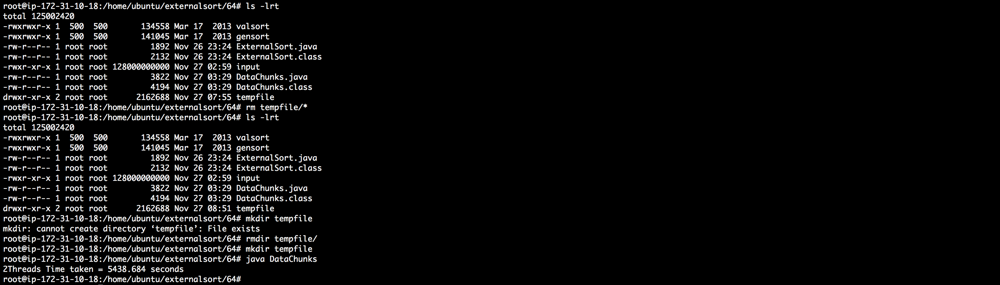 root@ip-172-31-10-18:/home/ubuntu/externalsort/64# ls -lrt
total 125002420
-rwxrwxr-x 1  500  500       134558 Mar 17  2013 valsort
-rwxrwxr-x 1  500  500       141045 Mar 17  2013 gensort
-rw-r--r-- 1 root root         1892 Nov 26 23:24 ExternalSort.java
-rw-r--r-- 1 root root         2132 Nov 26 23:24 ExternalSort.class
-rwxr-xr-x 1 root root 128000000000 Nov 27 02:59 input
-rw-r--r-- 1 root root         3822 Nov 27 03:29 DataChunks.java
-rw-r--r-- 1 root root         4194 Nov 27 03:29 DataChunks.class
drwxr-xr-x 2 root root      2162688 Nov 27 07:55 tempfile
root@ip-172-31-10-18:/home/ubuntu/externalsort/64# rm tempfile/*
root@ip-172-31-10-18:/home/ubuntu/externalsort/64# ls -lrt
total 125002420
-rwxrwxr-x 1  500  500       134558 Mar 17  2013 valsort
-rwxrwxr-x 1  500  500       141045 Mar 17  2013 gensort
-rw-r--r-- 1 root root         1892 Nov 26 23:24 ExternalSort.java
-rw-r--r-- 1 root root         2132 Nov 26 23:24 ExternalSort.class
-rwxr-xr-x 1 root root 128000000000 Nov 27 02:59 input
-rw-r--r-- 1 root root         3822 Nov 27 03:29 DataChunks.java
-rw-r--r-- 1 root root         4194 Nov 27 03:29 DataChunks.class
drwxr-xr-x 2 root root      2162688 Nov 27 08:51 tempfile
root@ip-172-31-10-18:/home/ubuntu/externalsort/64# mkdir tempfile
mkdir: cannot create directory ‘tempfile’: File exists
root@ip-172-31-10-18:/home/ubuntu/externalsort/64# rmdir tempfile/
root@ip-172-31-10-18:/home/ubuntu/externalsort/64# mkdir tempfile
root@ip-172-31-10-18:/home/ubuntu/externalsort/64# java DataChunks
2Threads Time taken = 5438.684 seconds
root@ip-172-31-10-18:/home/ubuntu/externalsort/64#